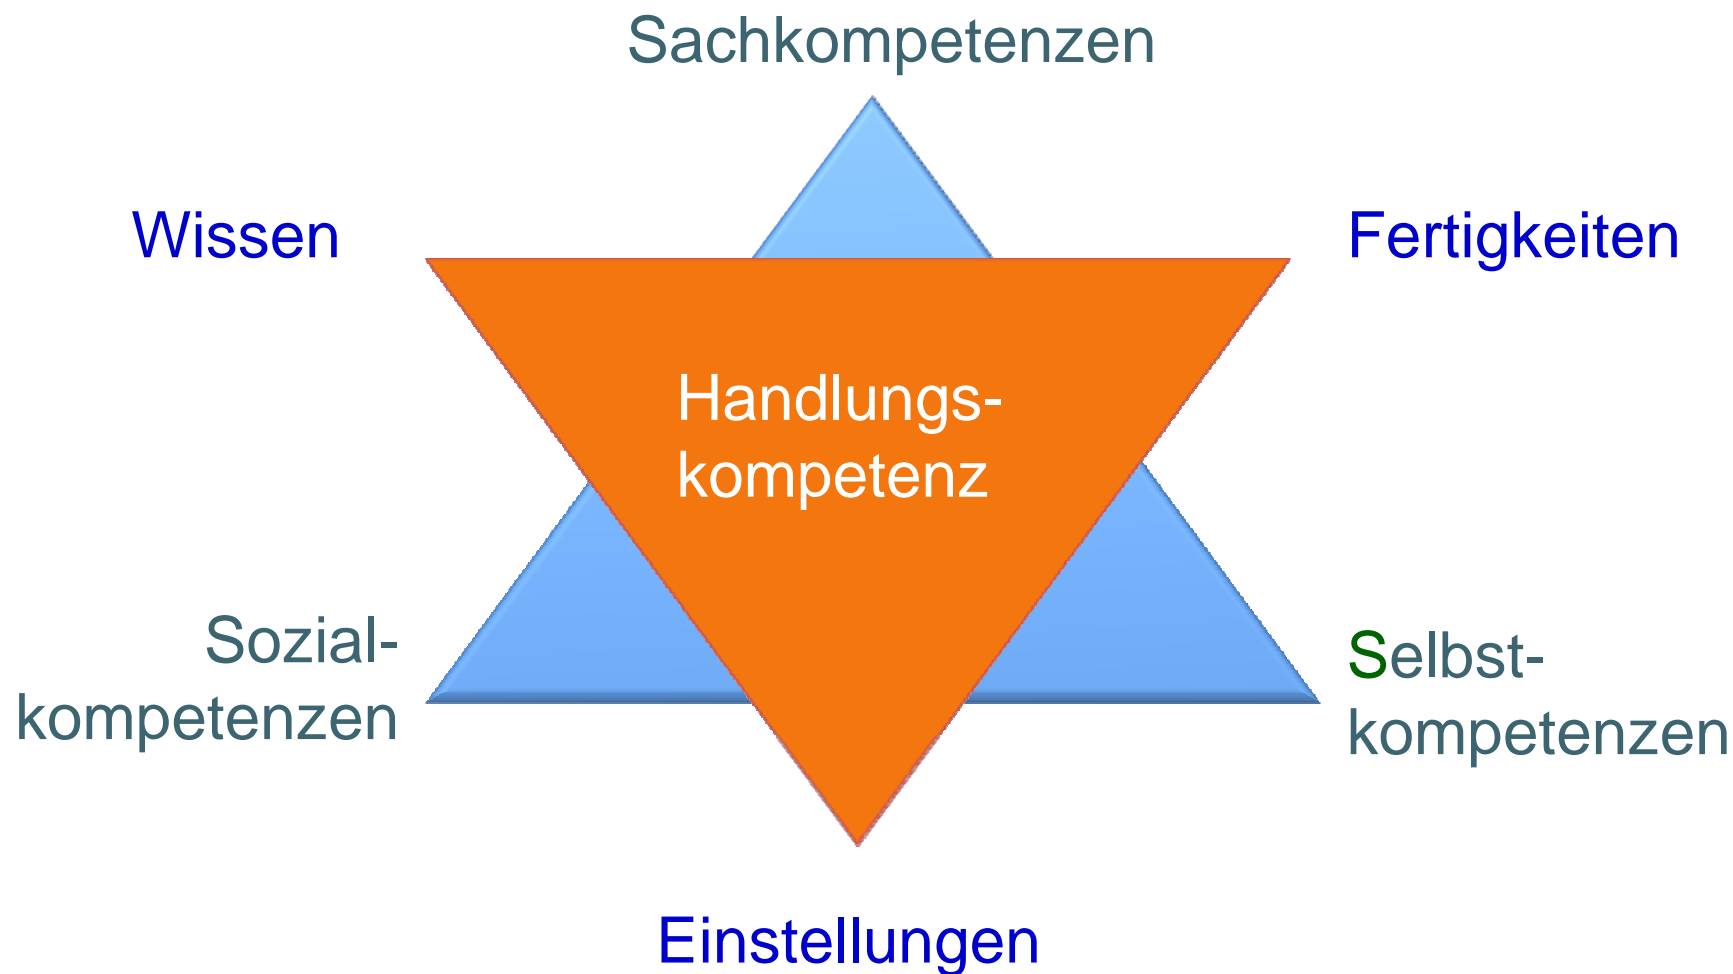 Sachkompetenzen
Wissen
Fertigkeiten
Handlungs-
kompetenz
Sozial-
kompetenzen
Selbst-
kompetenzen
Einstellungen